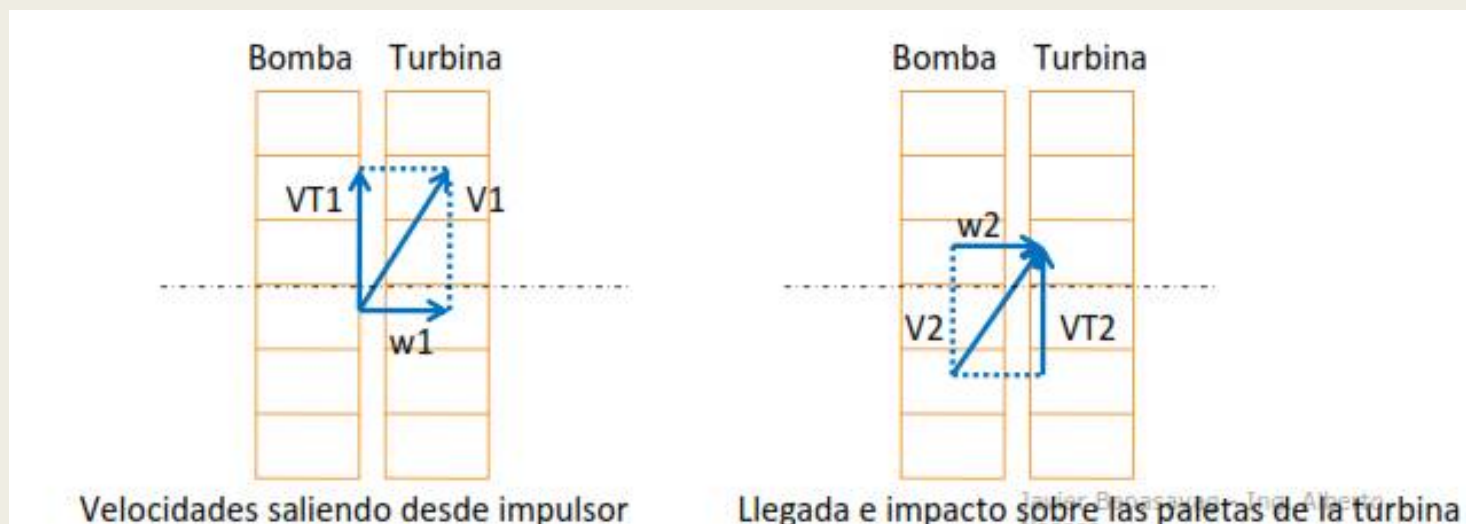 Bomba Turbina
VT1
V1
w1
Velocidades saliendo desde impulsor
Bomba Turbina
w2
V2
VT2
Llegada e impacto sobre las paletas de la turbina